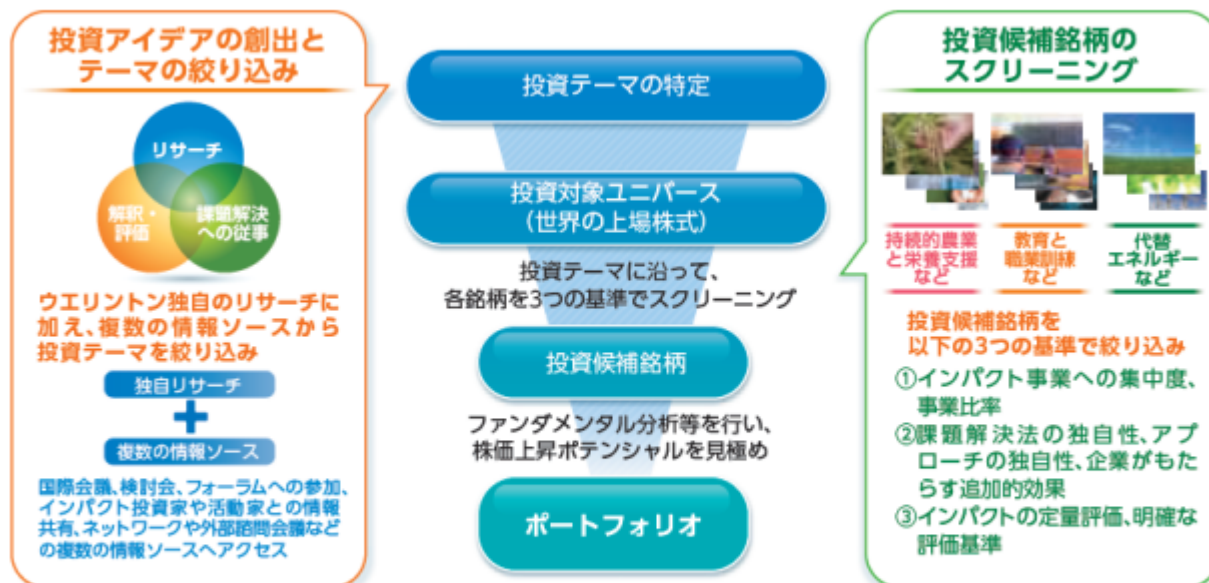 投資アイデアの創出と
テーマの絞り込み
リサーチ
解釈・
評価
課題解決
への従事
ウエリントン独自のリサーチに
加え、複数の情報ソースから
投資テーマを絞り込み
独自リサーチ
+
複数の情報ソース
国際会議、検討会、フォーラムへの参加、
インパクト投資家や活動家との情報
共有、ネットワークや外部諮問会議など
の複数の情報ソースへアクセス
投資テーマの特定
投資対象ユニバース
(世界の上場株式)
投資テーマに沿って、
各銘柄を3つの基準でスクリーニング
投資候補銘柄
ファンダメンタル分析等を行い、
株価上昇ポテンシャルを見極め
ポートフォリオ
投資候補銘柄の
スクリーニング
持続的農業
と栄養支援
など
教育と
職業訓練
など
代替
エネルギー
など
投資候補銘柄を
以下の3つの基準で絞り込み
①インパクト事業への集中度、
事業比率
②課題解決法の独自性、アプ
ローチの独自性、企業がもた
らす追加的効果
③インパクトの定量評価、明確な
評価基準